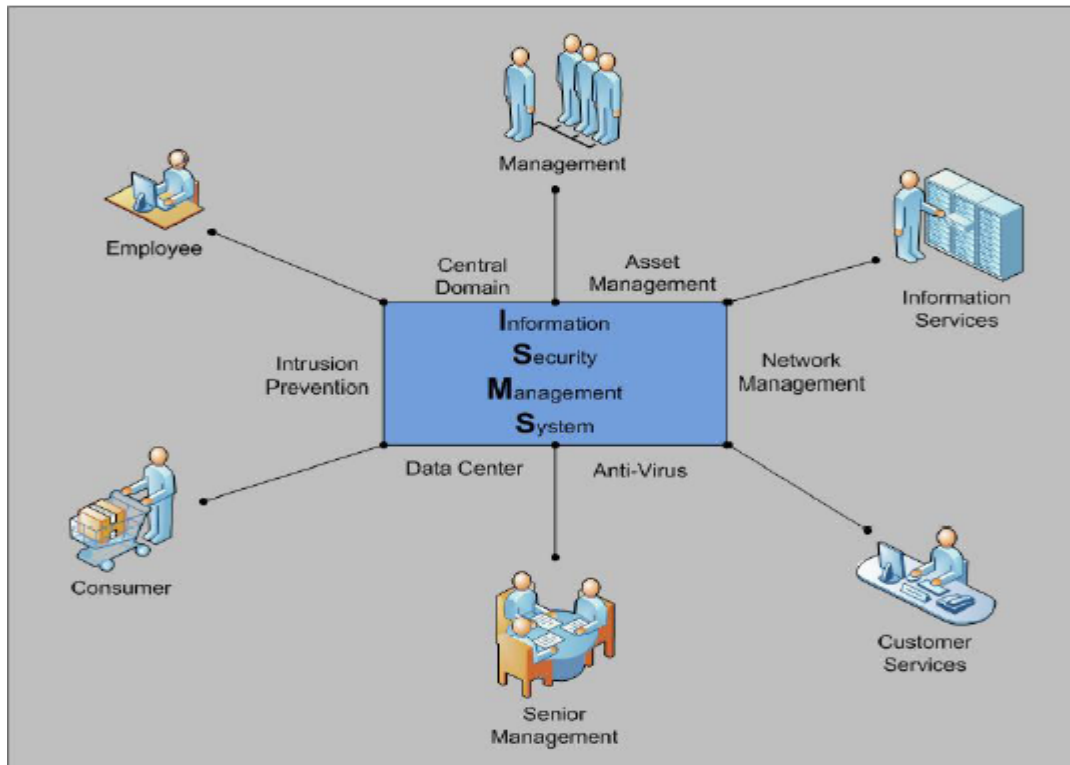 Management
Employee
Information
Services
Central
Domain
Asset
Management
Information
Security
Management
System
Intrusion
Prevention
Network
Management
Data Center
Anti-Virus
Consumer
Customer
Services
Senior
Management